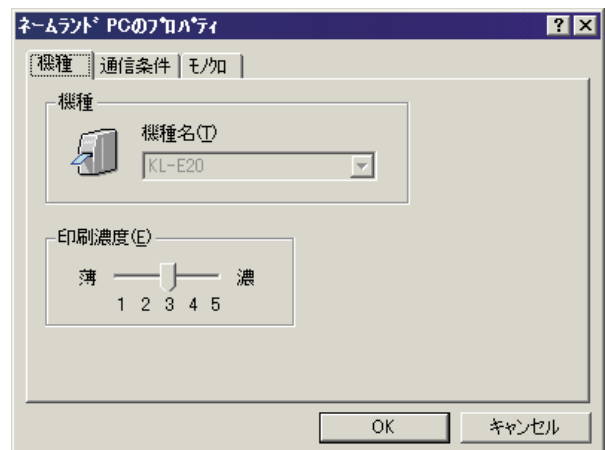 ﾈｰﾑﾗﾝﾄﾞ PCのﾌﾟﾛﾊﾟﾃｨ
機種 通信条件 ﾓﾉｸﾛ
機種
機種名(T)
KL-E20
印刷濃度(E)
薄 濃
1 2 3 4 5
OK キャンセル